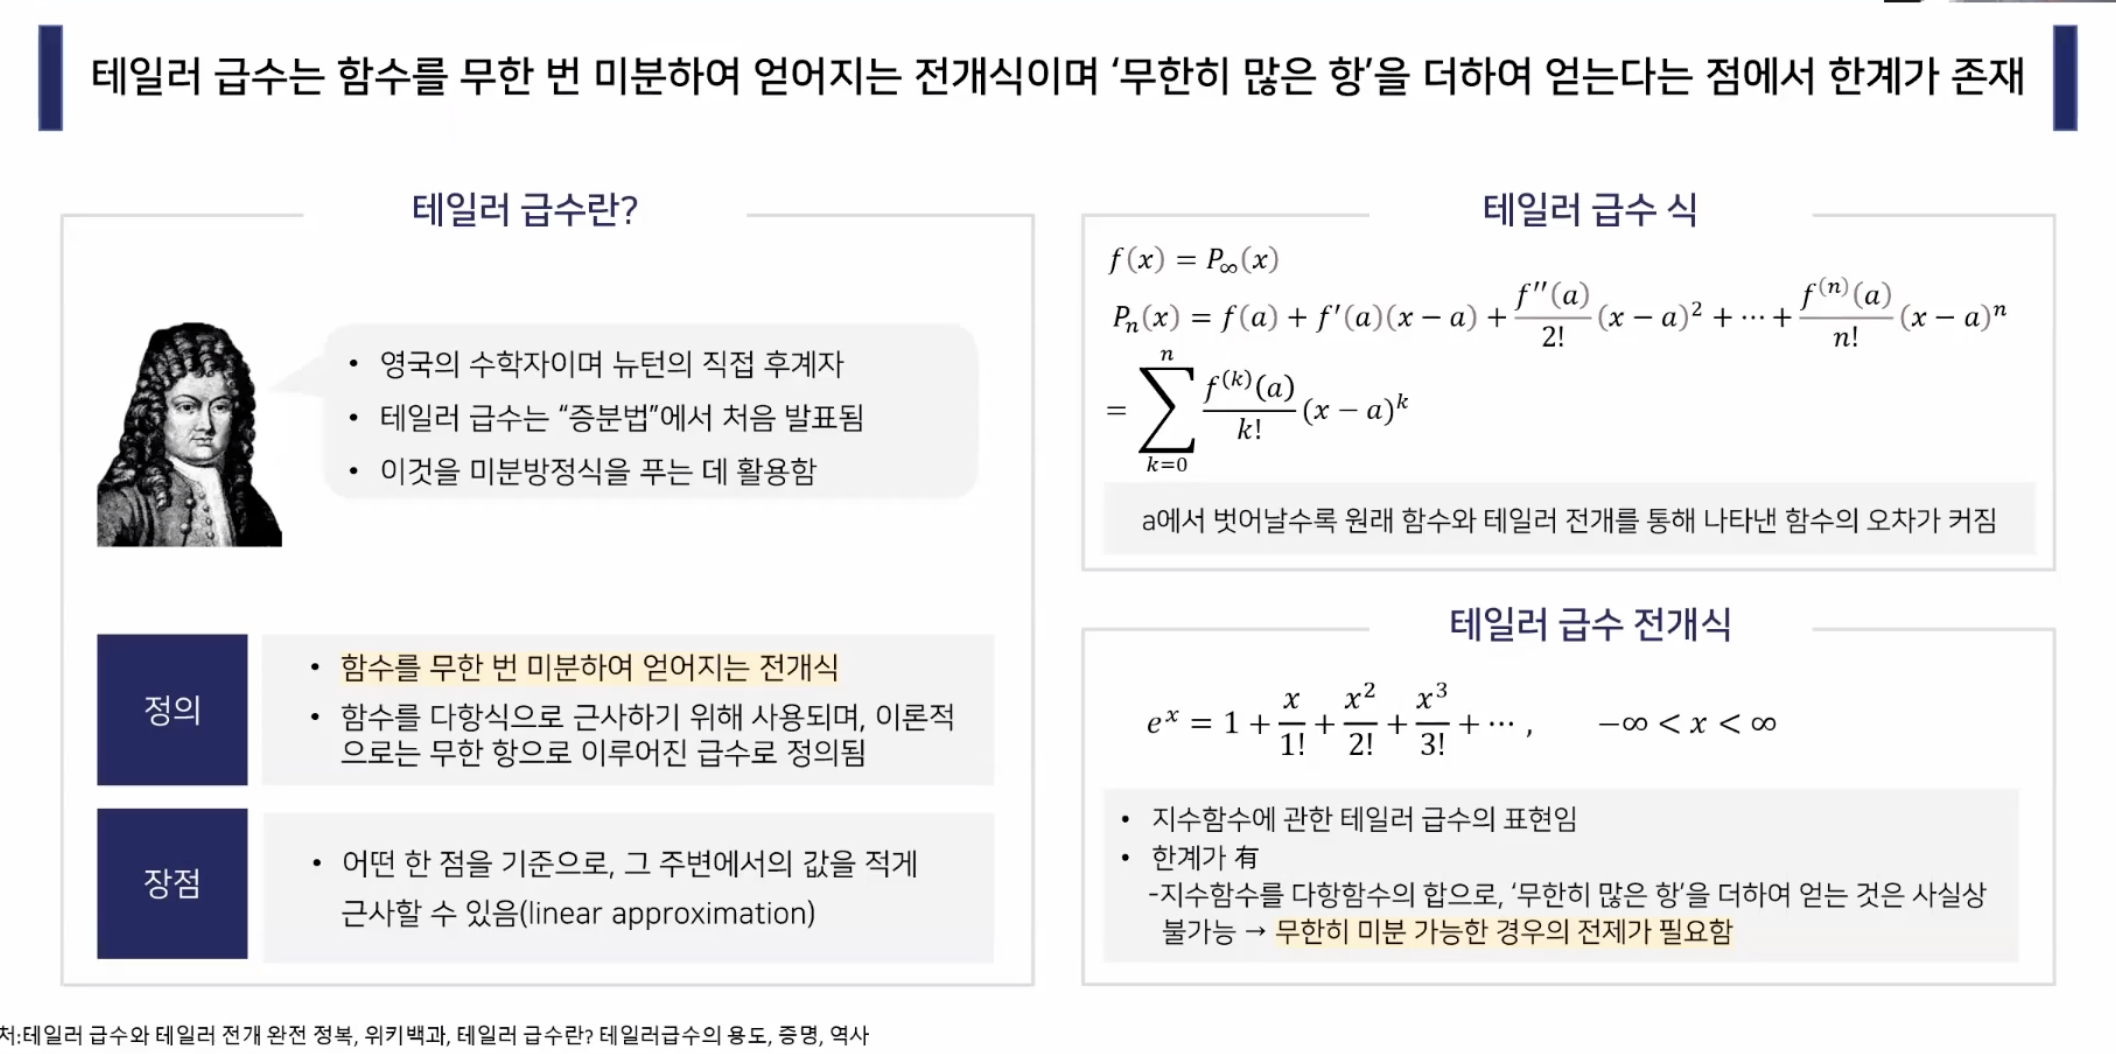 테일러 급수는 함수를 무한 번 미분하여 얻어지는 전개식이며 ‘무한히 많은 항’을 더하여 얻는다는 점에서 한계가 존재
테일러 급수란?
• 영국의 수학자이며 뉴턴의 직접 후계자
• 테일러 급수는 “증분법”에서 처음 발표됨
• 이것을 미분방정식을 푸는 데 활용함
정의
• 함수를 무한 번 미분하여 얻어지는 전개식
• 함수를 다항식으로 근사하기 위해 사용되며, 이론적
으로는 무한 항으로 이루어진 급수로 정의됨
장점
• 어떤 한 점을 기준으로, 그 주변에서의 값을 적게
근사할 수 있음(linear approximation)
테일러 급수 식
f(x) = P∞(x)
Pₙ(x) = f(a) + f′(a)(x − a) + f″(a)/2! (x − a)² + ⋯ + f⁽ⁿ⁾(a)/n! (x − a)ⁿ
= ∑_{k=0}^{n} f⁽ᵏ⁾(a)/k! (x − a)ᵏ
a에서 벗어날수록 원래 함수와 테일러 전개를 통해 나타낸 함수의 오차가 커짐
테일러 급수 전개식
eˣ = 1 + x/1! + x²/2! + x³/3! + ⋯ , −∞ < x < ∞
• 지수함수에 관한 테일러 급수의 표현임
• 한계가 有
-지수함수를 다항함수의 합으로, ‘무한히 많은 항’을 더하여 얻는 것은 사실상
불가능 → 무한히 미분 가능한 경우의 전제가 필요함
처:테일러 급수와 테일러 전개 완전 정복, 위키백과, 테일러 급수란? 테일러급수의 용도, 증명, 역사